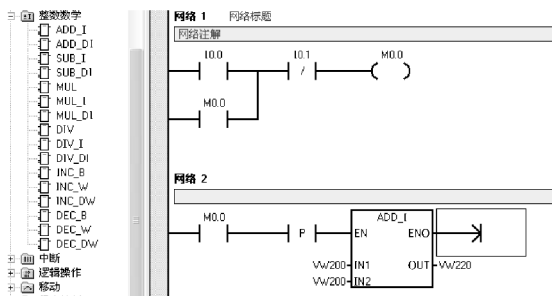 整数数学
ADD_I
ADD_DI
SUB_I
SUB_DI
MUL
MUL_I
MUL_DI
DIV
DIV_I
DIV_DI
INC_B
INC_W
INC_DW
DEC_B
DEC_W
DEC_DW
中断
逻辑操作
移动
网络 1 网络标题
网络注解
I0.0 I0.1 M0.0
/
M0.0
网络 2
M0.0 P ADD_I
EN ENO
VW200 IN1 OUT VW220
VW200 IN2